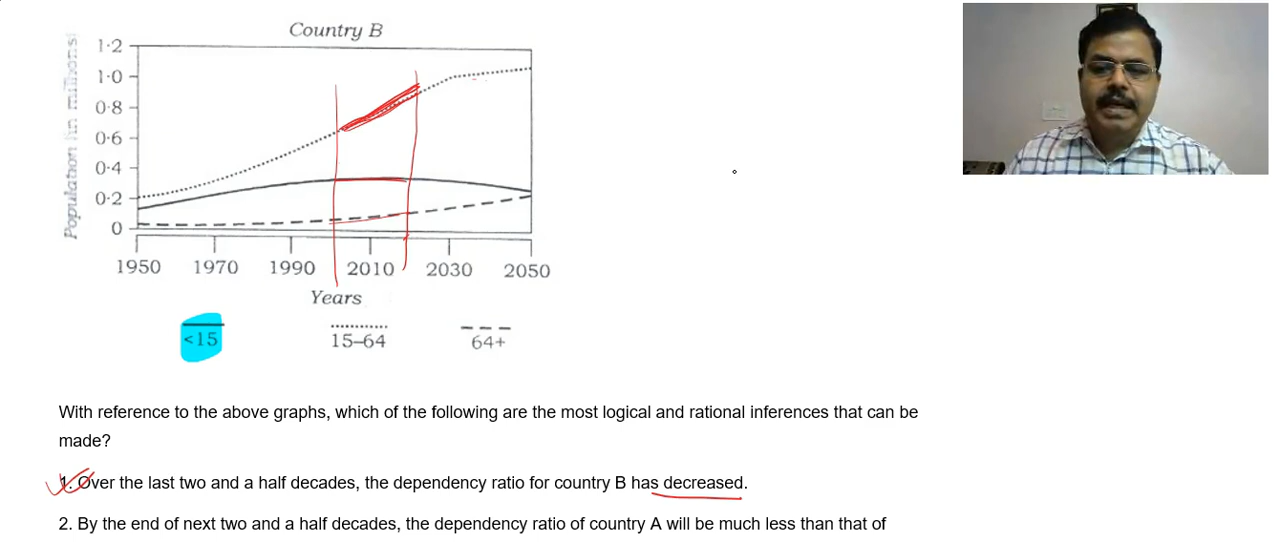 Country B
Population (in millions)
1·2
1·0
0·8
0·6
0·4
0·2
0
1950 1970 1990 2010 2030 2050
Years
<15 15–64 64+
With reference to the above graphs, which of the following are the most logical and rational inferences that can be
made?
1. Over the last two and a half decades, the dependency ratio for country B has decreased.
2. By the end of next two and a half decades, the dependency ratio of country A will be much less than that of